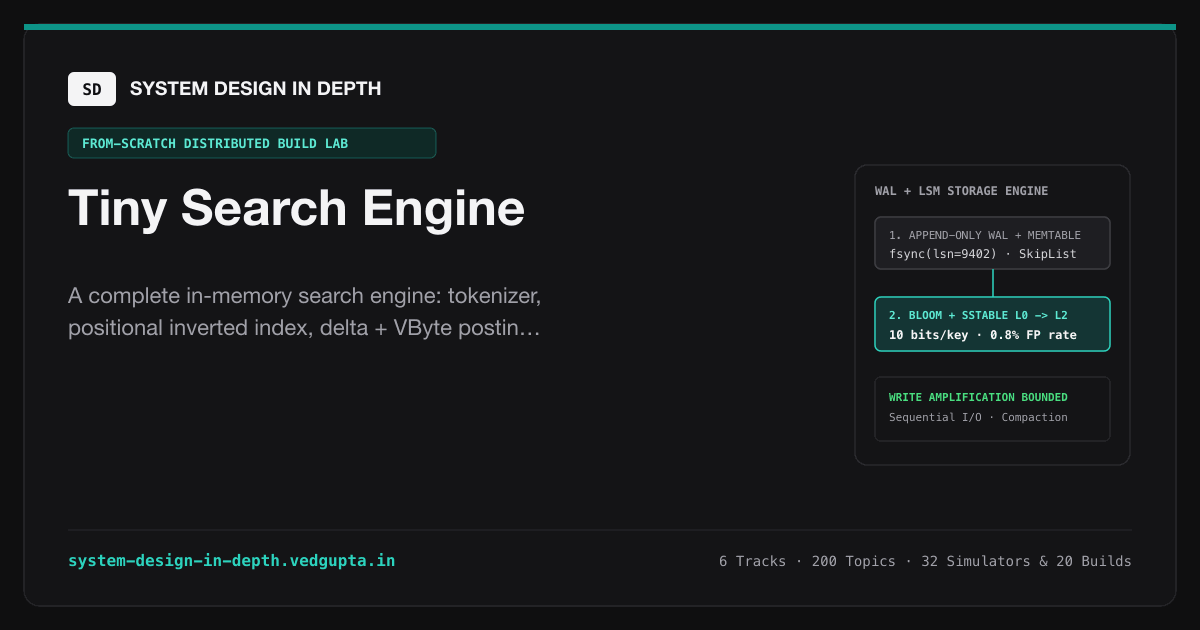 SD SYSTEM DESIGN IN DEPTH
FROM-SCRATCH DISTRIBUTED BUILD LAB
Tiny Search Engine
A complete in-memory search engine: tokenizer,
positional inverted index, delta + VByte postin…
WAL + LSM STORAGE ENGINE
1. APPEND-ONLY WAL + MEMTABLE
fsync(lsn=9402) · SkipList
2. BLOOM + SSTABLE L0 -> L2
10 bits/key · 0.8% FP rate
WRITE AMPLIFICATION BOUNDED
Sequential I/O · Compaction
system-design-in-depth.vedgupta.in
6 Tracks · 200 Topics · 32 Simulators & 20 Builds